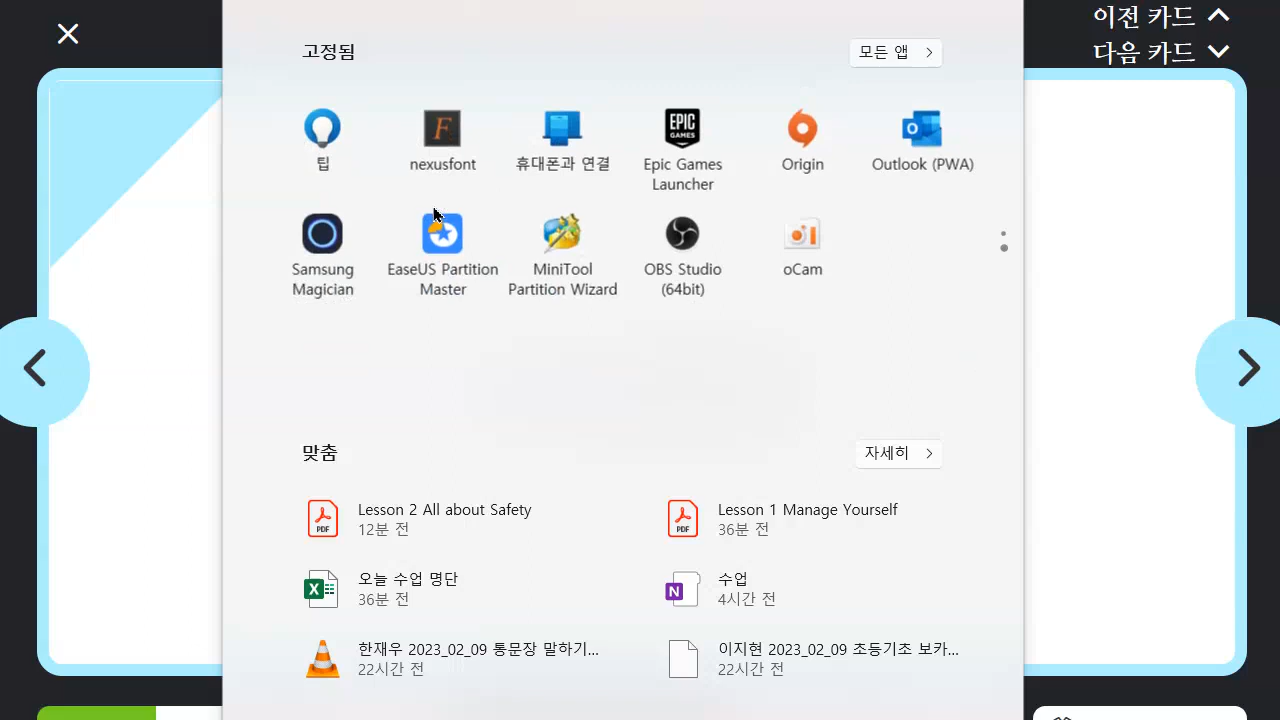 이전 카드
다음 카드
고정됨
모든 앱
팁
nexusfont
휴대폰과 연결
EPIC
GAMES
Epic Games
Launcher
Origin
Outlook (PWA)
Samsung
Magician
EaseUS Partition
Master
MiniTool
Partition Wizard
OBS Studio
(64bit)
oCam
맞춤
자세히
PDF
Lesson 2 All about Safety
12분 전
PDF
Lesson 1 Manage Yourself
36분 전
오늘 수업 명단
36분 전
수업
4시간 전
한재우 2023_02_09 통문장 말하기...
22시간 전
이지현 2023_02_09 초등기초 보카...
22시간 전